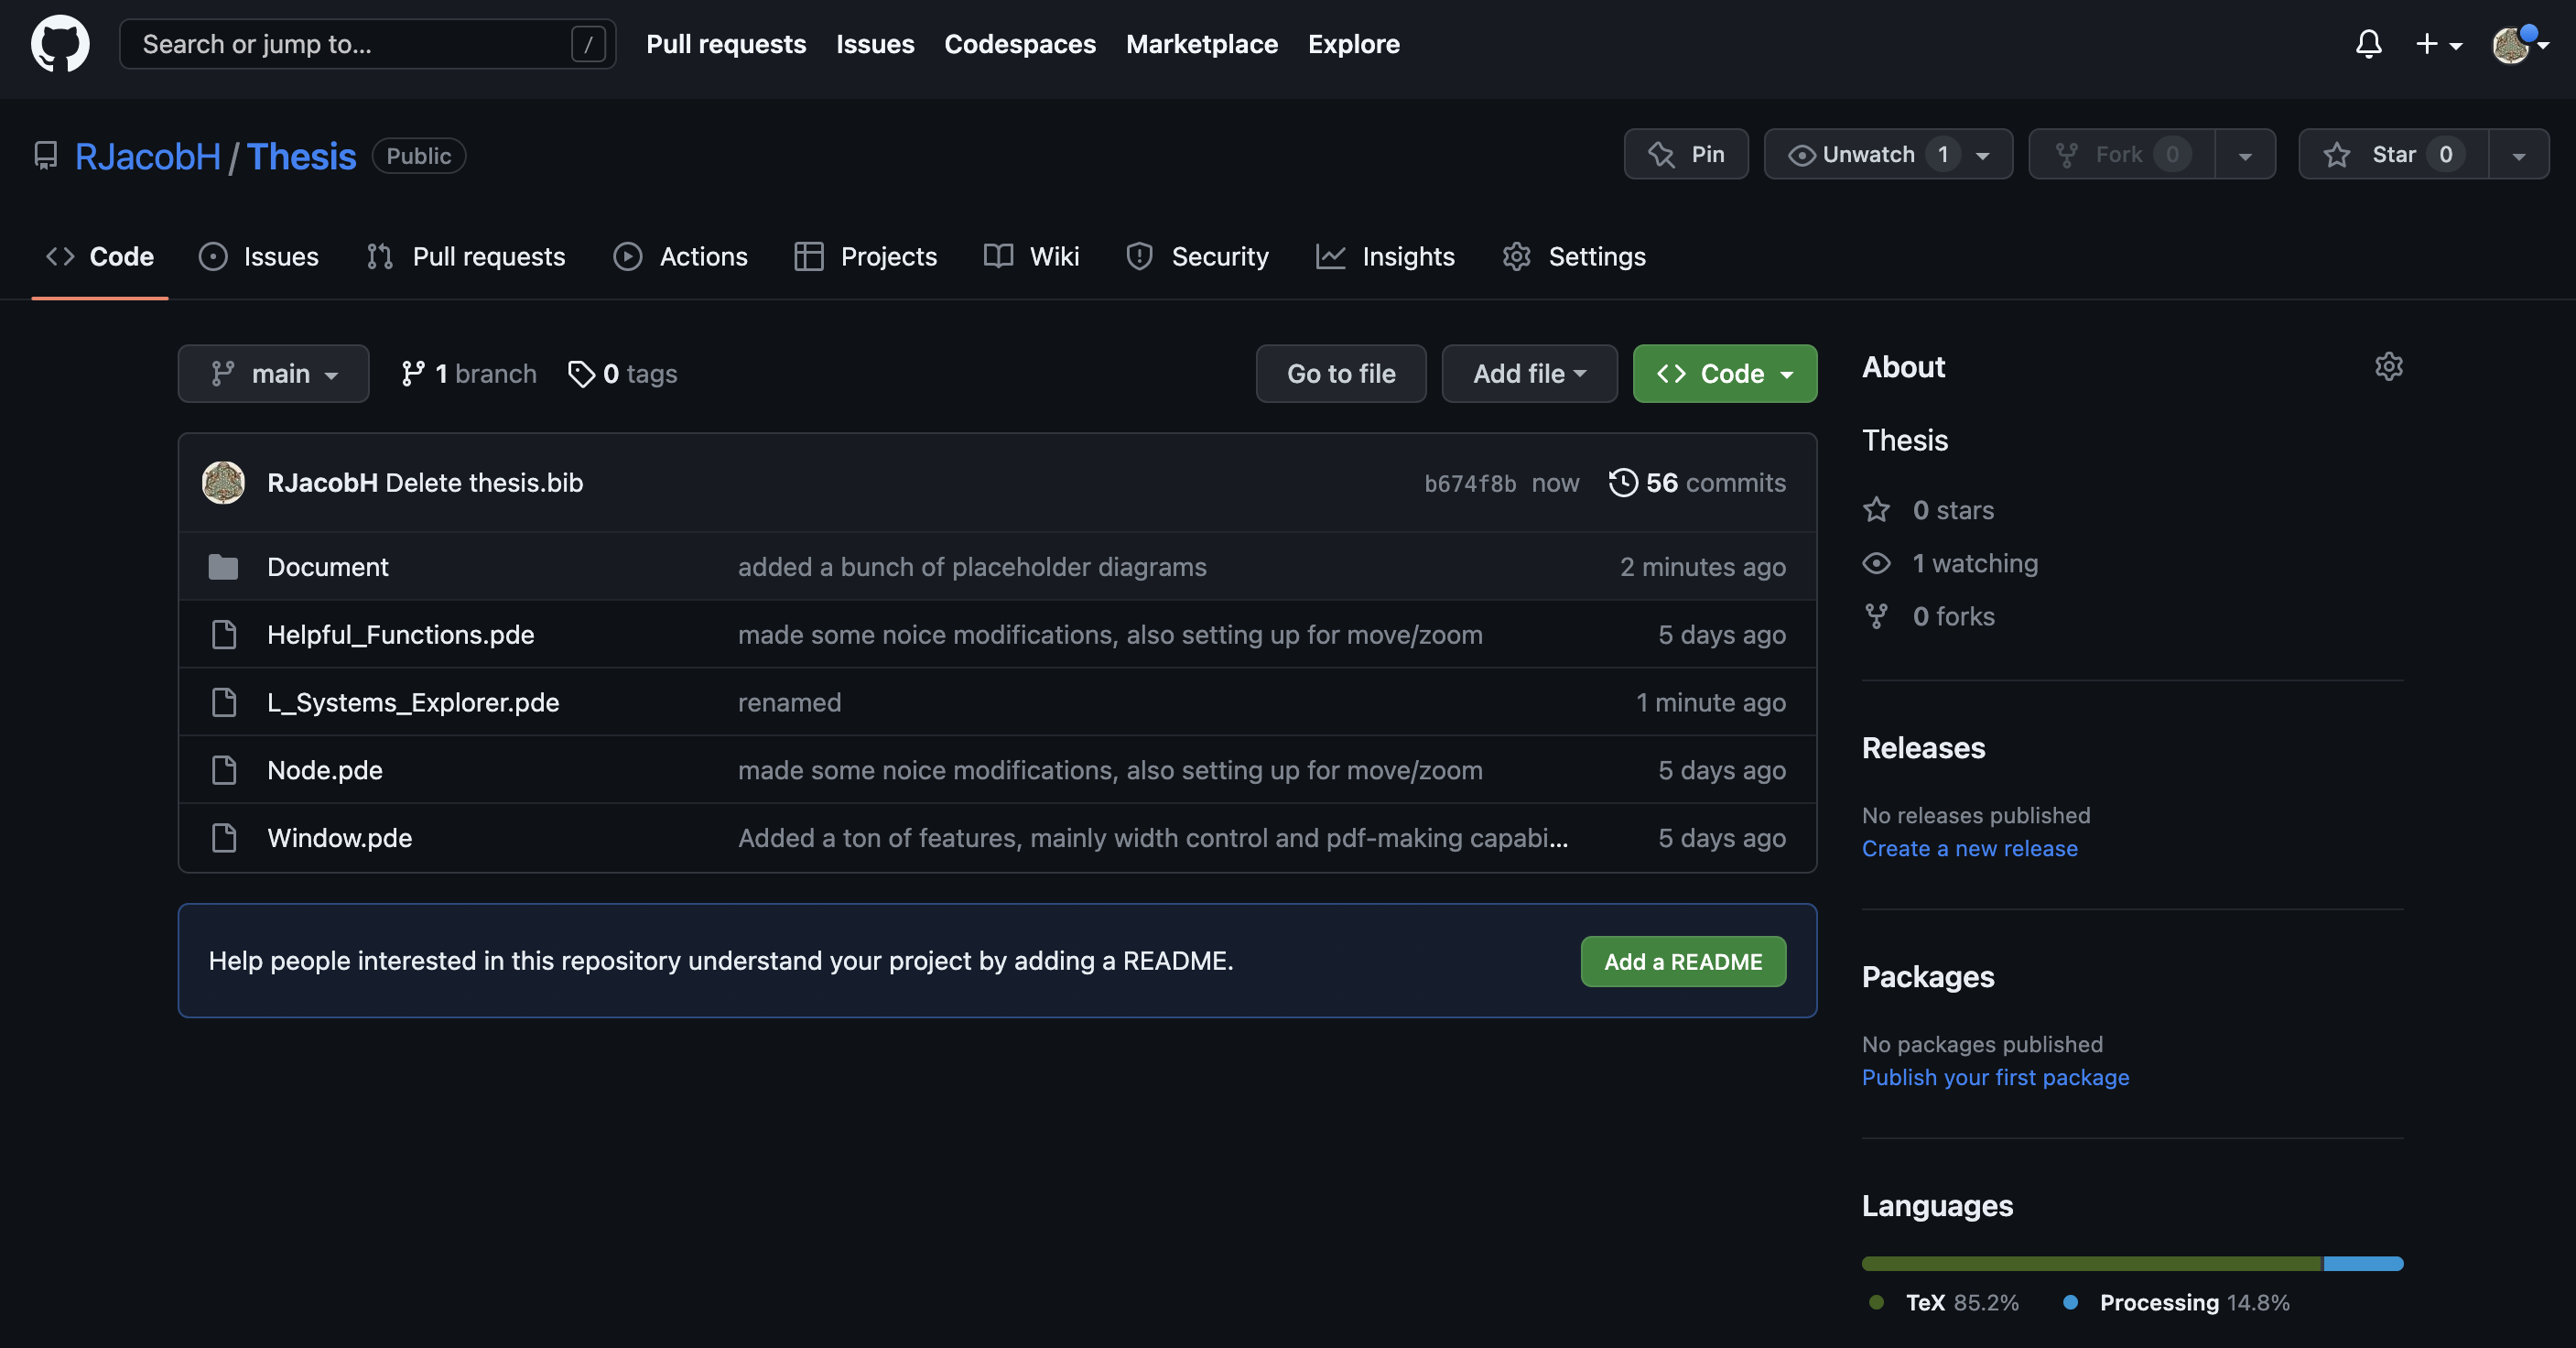 Search or jump to... / Pull requests Issues Codespaces Marketplace Explore
RJacobH / Thesis Public Pin Unwatch 1 Fork 0 Star 0
Code Issues Pull requests Actions Projects Wiki Security Insights Settings
main 1 branch 0 tags Go to file Add file Code
RJacobH Delete thesis.bib b674f8b now 56 commits
Document added a bunch of placeholder diagrams 2 minutes ago
Helpful_Functions.pde made some noice modifications, also setting up for move/zoom 5 days ago
L_Systems_Explorer.pde renamed 1 minute ago
Node.pde made some noice modifications, also setting up for move/zoom 5 days ago
Window.pde Added a ton of features, mainly width control and pdf-making capabi... 5 days ago
Help people interested in this repository understand your project by adding a README. Add a README
About
Thesis
0 stars
1 watching
0 forks
Releases
No releases published
Create a new release
Packages
No packages published
Publish your first package
Languages
TeX 85.2% Processing 14.8%